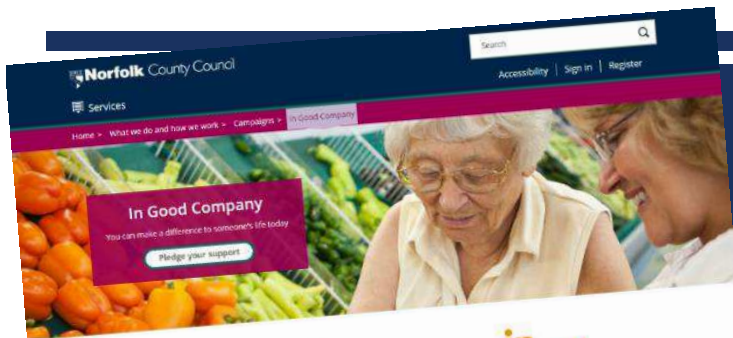 Search
Norfolk County Council
Accessibility | Sign in | Register
Services
Home > What we do and how we work > Campaigns > In Good Company
In Good Company
You can make a difference to someone's life today
Pledge your support